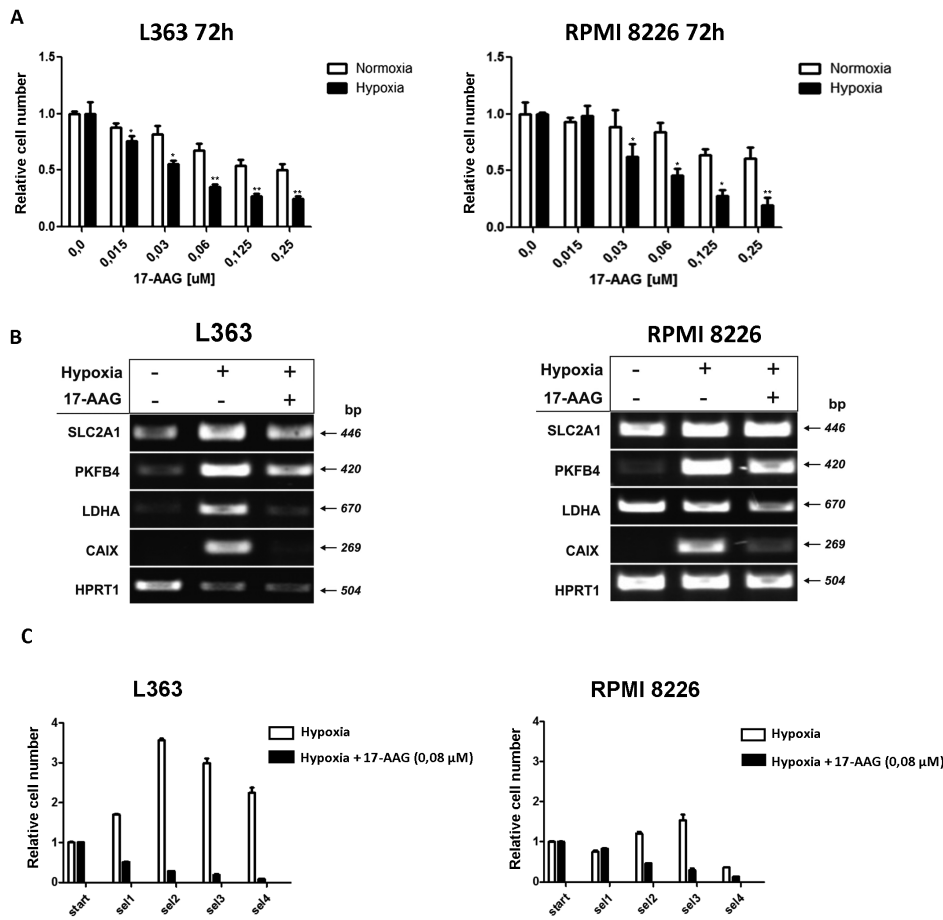 A
L363 72h
Relative cell number
1.5
1.0
0.5
0.0
Normoxia
Hypoxia
* * ** ** **
0,0 0,015 0,03 0,06 0,125 0,25
17-AAG [uM]
RPMI 8226 72h
Relative cell number
1.5
1.0
0.5
0.0
Normoxia
Hypoxia
* * * **
0,0 0,015 0,03 0,06 0,125 0,25
17-AAG [uM]
B
L363
Hypoxia - + +
17-AAG - - +
bp
SLC2A1 ← 446
PKFB4 ← 420
LDHA ← 670
CAIX ← 269
HPRT1 ← 504
RPMI 8226
Hypoxia - + +
17-AAG - - +
bp
SLC2A1 ← 446
PKFB4 ← 420
LDHA ← 670
CAIX ← 269
HPRT1 ← 504
C
L363
Relative cell number
4
3
2
1
0
Hypoxia
Hypoxia + 17-AAG (0,08 µM)
start sel1 sel2 sel3 sel4
RPMI 8226
Relative cell number
4
3
2
1
0
Hypoxia
Hypoxia + 17-AAG (0,08 µM)
start sel1 sel2 sel3 sel4